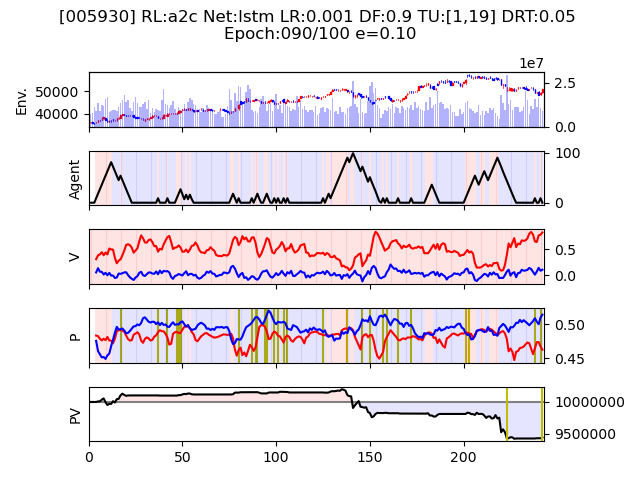 [005930] RL:a2c Net:lstm LR:0.001 DF:0.9 TU:[1,19] DRT:0.05
Epoch:090/100 e=0.10
1e7
Env.
50000
40000
2.5
0.0
Agent
100
0
V
0.5
0.0
P
0.50
0.45
PV
10000000
9500000
0
50
100
150
200